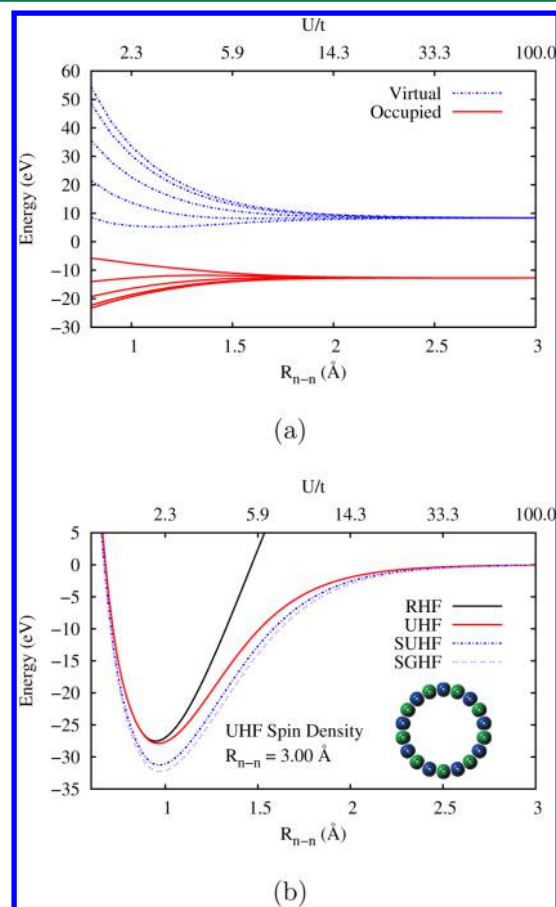 U/t
2.3 5.9 14.3 33.3 100.0
60
50
40
30
20
10
0
-10
-20
-30
Energy (eV)
Virtual
Occupied
1 1.5 2 2.5 3
R n−n (Å)
(a)
U/t
2.3 5.9 14.3 33.3 100.0
5
0
-5
-10
-15
-20
-25
-30
-35
Energy (eV)
RHF
UHF
SUHF
SGHF
UHF Spin Density
R n−n = 3.00 Å
1 1.5 2 2.5 3
R n−n (Å)
(b)